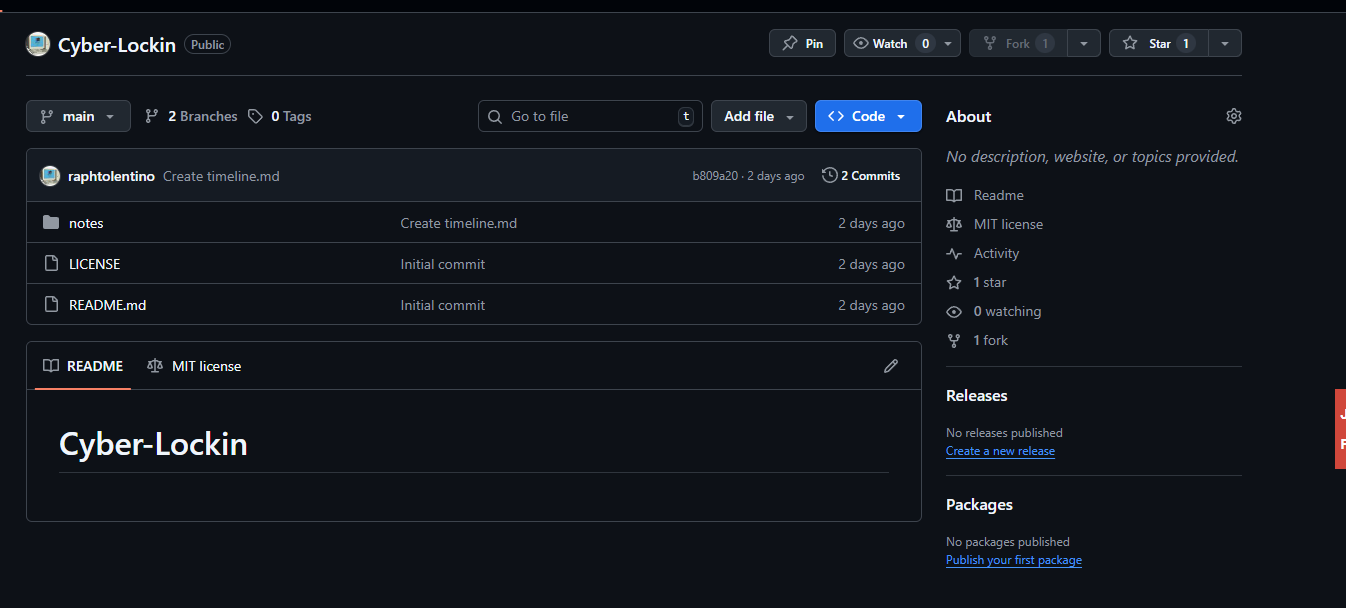 Cyber-Lockin Public Pin Watch 0 Fork 1 Star 1
main 2 Branches 0 Tags Go to file t Add file Code
raphtolentino Create timeline.md b809a20 · 2 days ago 2 Commits
notes Create timeline.md 2 days ago
LICENSE Initial commit 2 days ago
README.md Initial commit 2 days ago
README MIT license
Cyber-Lockin
About
No description, website, or topics provided.
Readme
MIT license
Activity
1 star
0 watching
1 fork
Releases
No releases published
Create a new release
Packages
No packages published
Publish your first package